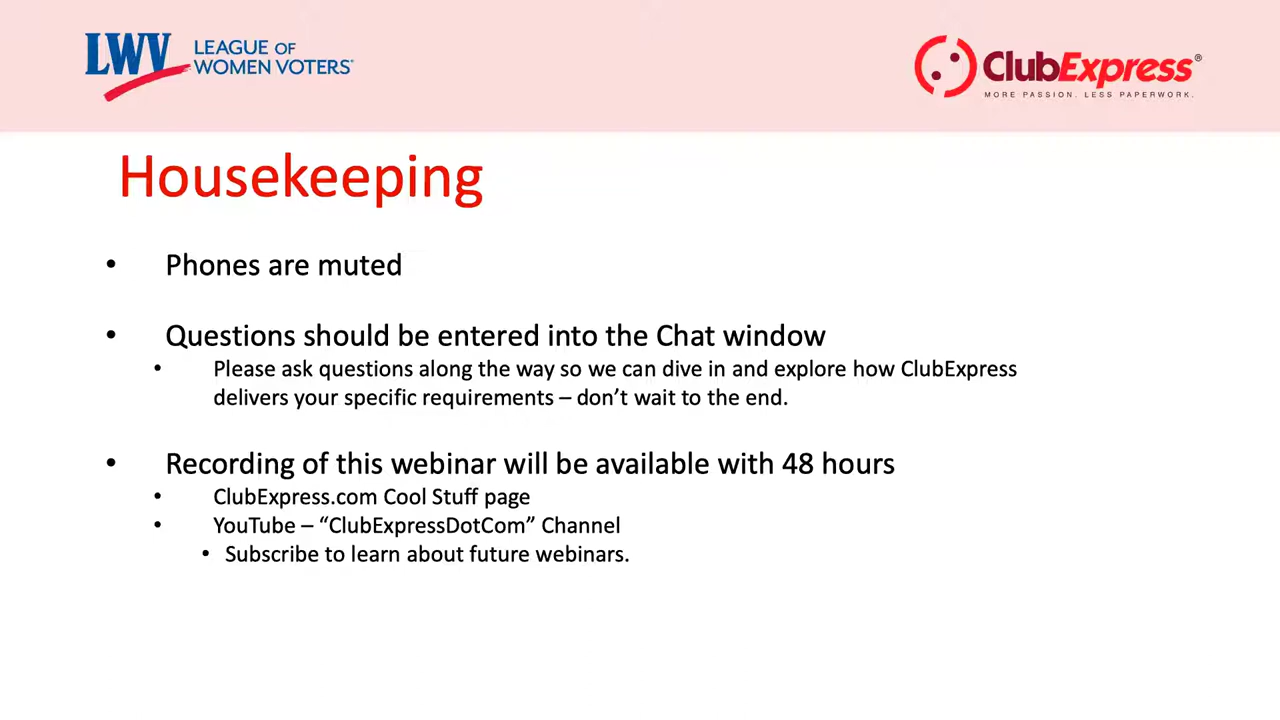 LWV LEAGUE OF
WOMEN VOTERS®
ClubExpress®
MORE PASSION. LESS PAPERWORK.
Housekeeping
• Phones are muted
• Questions should be entered into the Chat window
• Please ask questions along the way so we can dive in and explore how ClubExpress
delivers your specific requirements – don’t wait to the end.
• Recording of this webinar will be available with 48 hours
• ClubExpress.com Cool Stuff page
• YouTube – “ClubExpressDotCom” Channel
• Subscribe to learn about future webinars.